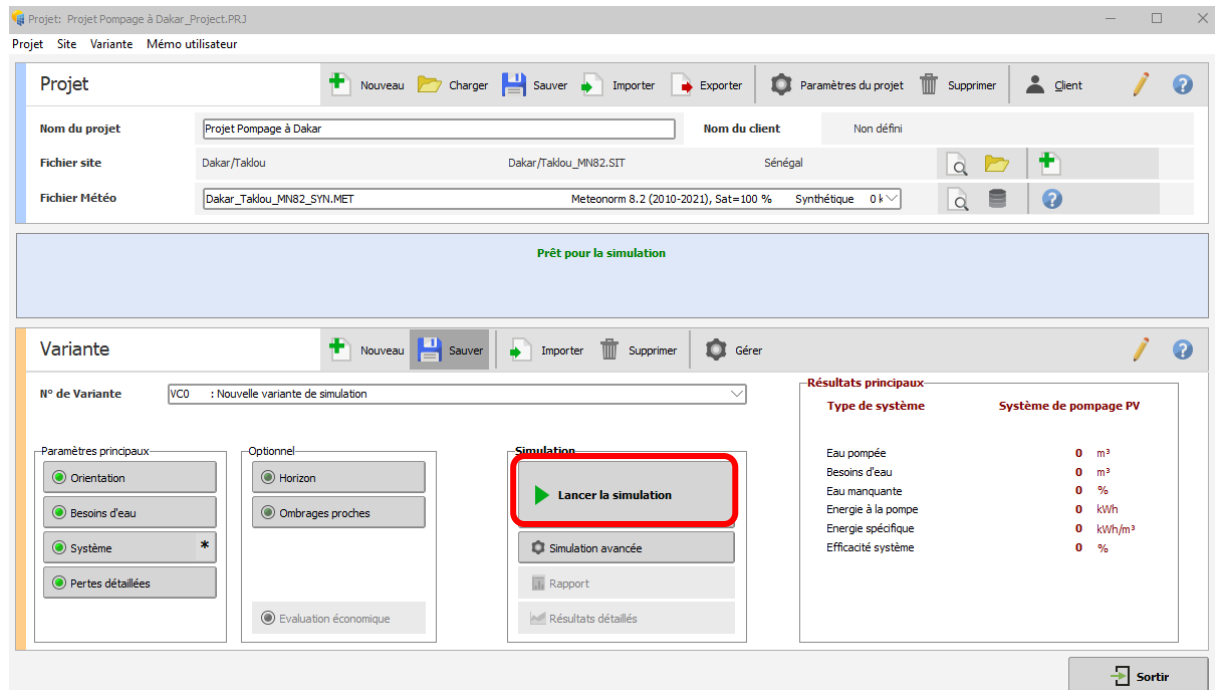 Projet: Projet Pompage à Dakar_Project.PRJ
Projet Site Variante Mémo utilisateur
Projet Nouveau Charger Sauver Importer Exporter Paramètres du projet Supprimer Client
Nom du projet Projet Pompage à Dakar Nom du client Non défini
Fichier site Dakar/Taklou Dakar/Taklou_MN82.SIT Sénégal
Fichier Météo Dakar_Taklou_MN82_SYN.MET Meteonorm 8.2 (2010-2021), Sat=100 % Synthétique 0 k
Prêt pour la simulation
Variante Nouveau Sauver Importer Supprimer Gérer
N° de Variante VC0 : Nouvelle variante de simulation
Résultats principaux
Type de système Système de pompage PV
Paramètres principaux Optionnel Simulation
Orientation Horizon Lancer la simulation
Besoins d'eau Ombrages proches
Système * Simulation avancée
Pertes détaillées Rapport
Evaluation économique Résultats détaillés
Eau pompée 0 m³
Besoins d'eau 0 m³
Eau manquante 0 %
Energie à la pompe 0 kWh
Energie spécifique 0 kWh/m³
Efficacité système 0 %
Sortir